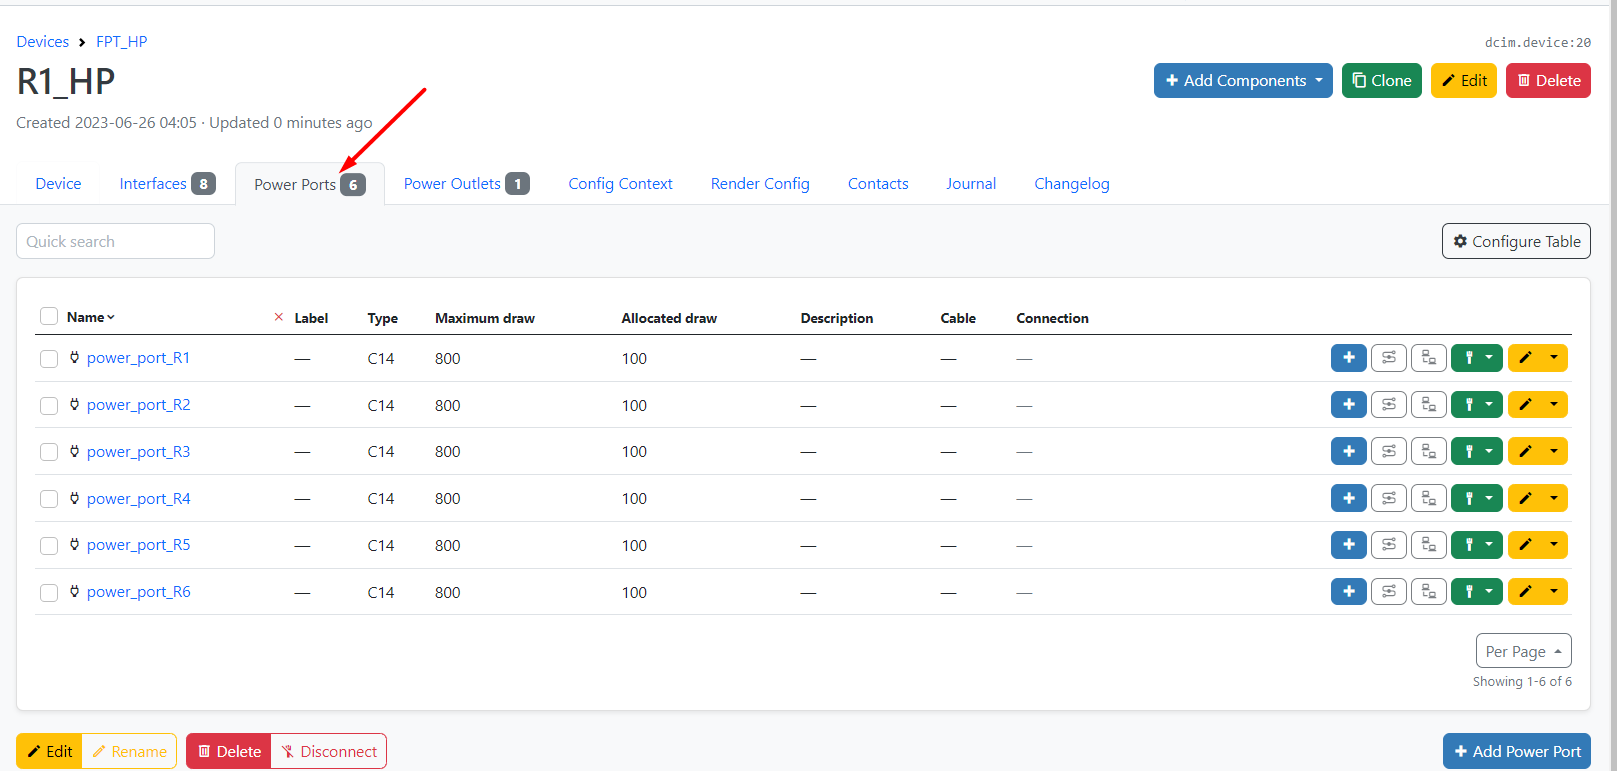 Devices > FPT_HP
dcim.device:20
R1_HP
Add Components Clone Edit Delete
Created 2023-06-26 04:05 · Updated 0 minutes ago
Device Interfaces 8 Power Ports 6 Power Outlets 1 Config Context Render Config Contacts Journal Changelog
Quick search
Configure Table
Name Label Type Maximum draw Allocated draw Description Cable Connection
power_port_R1 — C14 800 100 — — —
power_port_R2 — C14 800 100 — — —
power_port_R3 — C14 800 100 — — —
power_port_R4 — C14 800 100 — — —
power_port_R5 — C14 800 100 — — —
power_port_R6 — C14 800 100 — — —
Per Page
Showing 1-6 of 6
Edit Rename Delete Disconnect Add Power Port